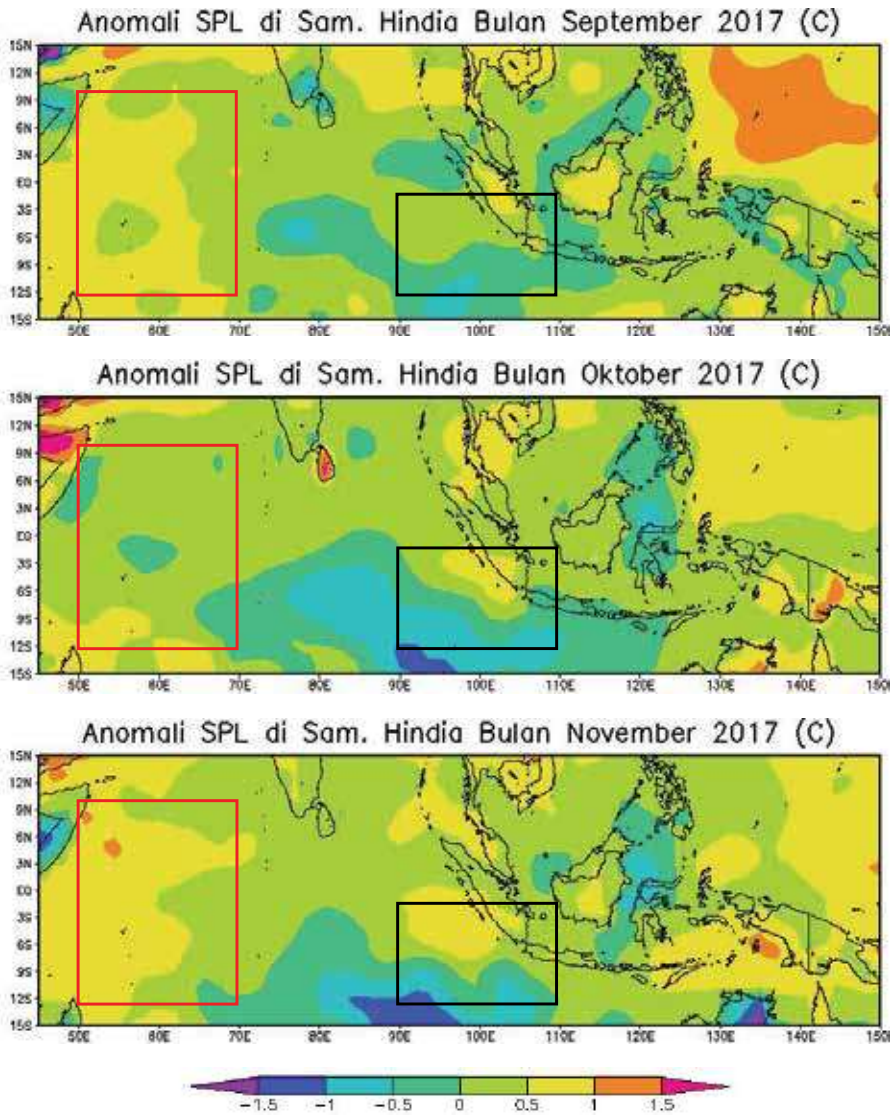 Anomali SPL di Sam. Hindia Bulan September 2017 (C)
15N
12N
9N
6N
3N
EQ
3S
6S
9S
12S
15S
50E 60E 70E 80E 90E 100E 110E 120E 130E 140E 150E
Anomali SPL di Sam. Hindia Bulan Oktober 2017 (C)
15N
12N
9N
6N
3N
EQ
3S
6S
9S
12S
15S
50E 60E 70E 80E 90E 100E 110E 120E 130E 140E 150E
Anomali SPL di Sam. Hindia Bulan November 2017 (C)
15N
12N
9N
6N
3N
EQ
3S
6S
9S
12S
15S
50E 60E 70E 80E 90E 100E 110E 120E 130E 140E 150E
-1.5 -1 -0.5 0 0.5 1 1.5